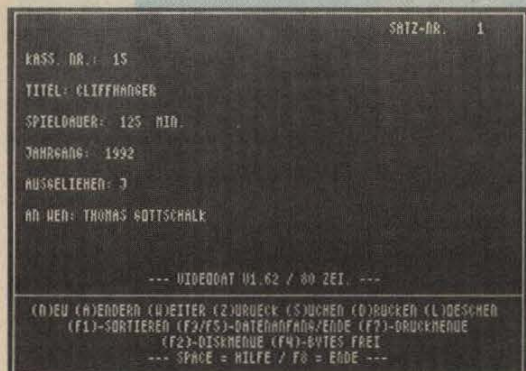 SATZ-NR. 1
KASS. NR.: 15
TITEL: CLIFFHANGER
SPIELDAUER: 125 MIN.
JAHRGANG: 1992
AUSGELIEHEN: J
AN WEN: THOMAS GOTTSCHALK
--- VIDEODAT V1.62 / 80 ZEI. ---
(N)EU (A)ENDERN (W)EITER (Z)URUECK (S)UCHEN (D)RUCKEN (L)OESCHEN
(F1)-SORTIEREN (F3/F5)-DATENANFANG/ENDE (F7)-DRUCKMENUE
(F2)-DISKMENUE (F4)-BYTES FREI
--- SPACE = HILFE / F8 = ENDE ---